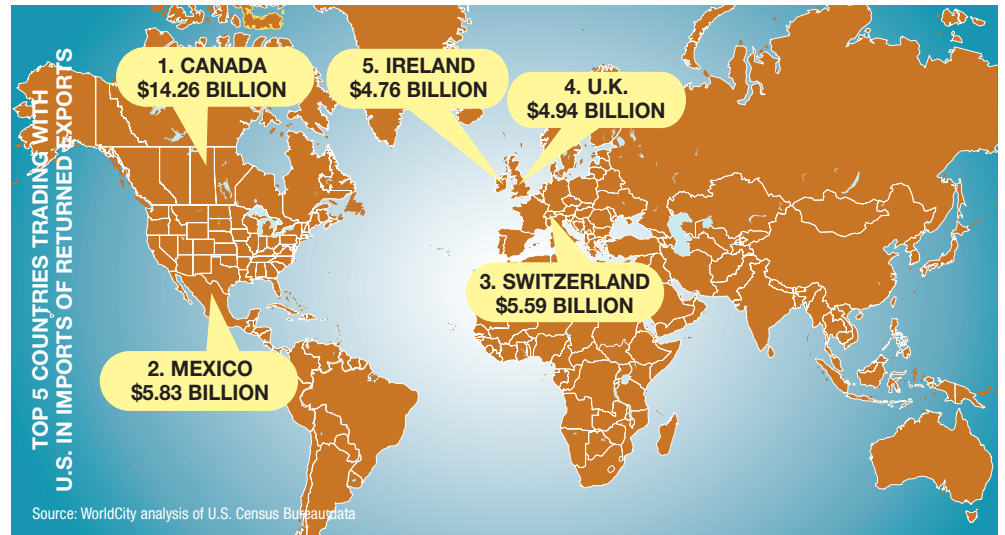 TOP 5 COUNTRIES TRADING WITH
U.S. IN IMPORTS OF RETURNED EXPORTS
1. CANADA
$14.26 BILLION
5. IRELAND
$4.76 BILLION
4. U.K.
$4.94 BILLION
3. SWITZERLAND
$5.59 BILLION
2. MEXICO
$5.83 BILLION
Source: WorldCity analysis of U.S. Census Bureau data